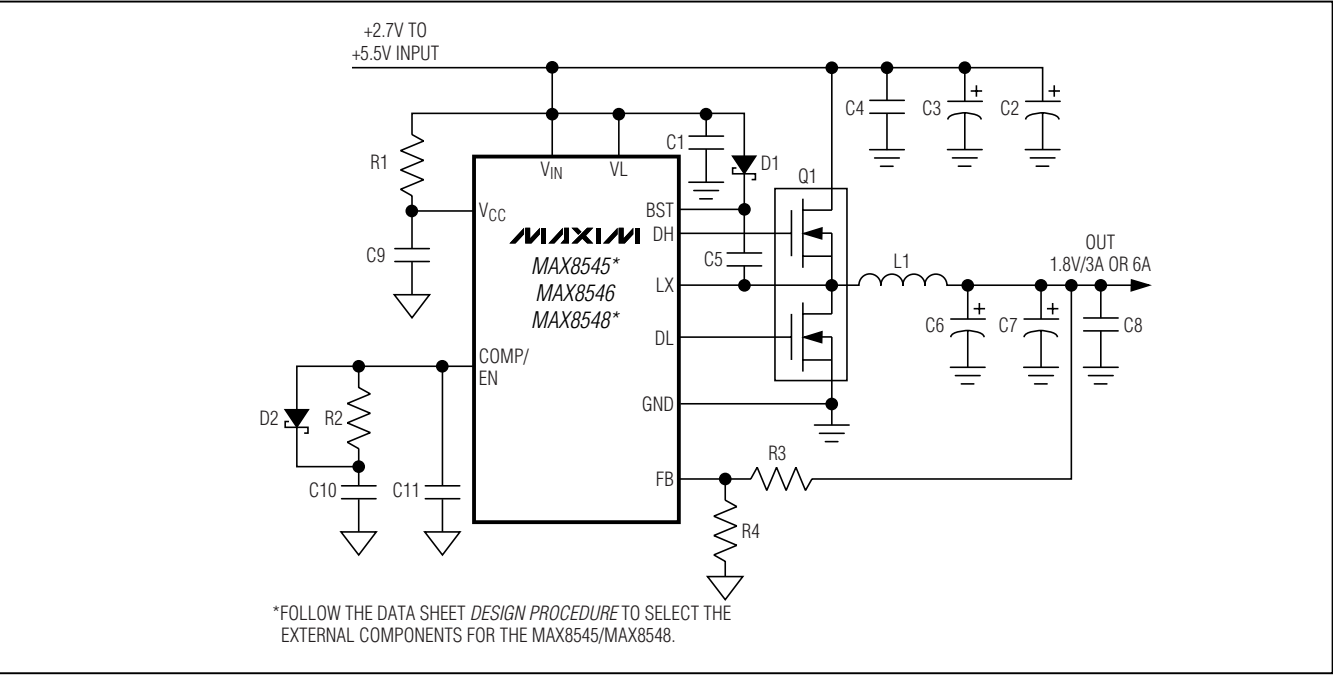 +2.7V TO
+5.5V INPUT
C4
C3
+
C2
+
R1
C1
D1
VIN
VL
Q1
VCC
BST
MAXIM
DH
C9
MAX8545*
C5
OUT
1.8V/3A OR 6A
L1
MAX8546
LX
MAX8548*
C6
+
C7
+
C8
DL
COMP/
EN
GND
D2
R2
R3
FB
C10
C11
R4
*FOLLOW THE DATA SHEET DESIGN PROCEDURE TO SELECT THE
EXTERNAL COMPONENTS FOR THE MAX8545/MAX8548.